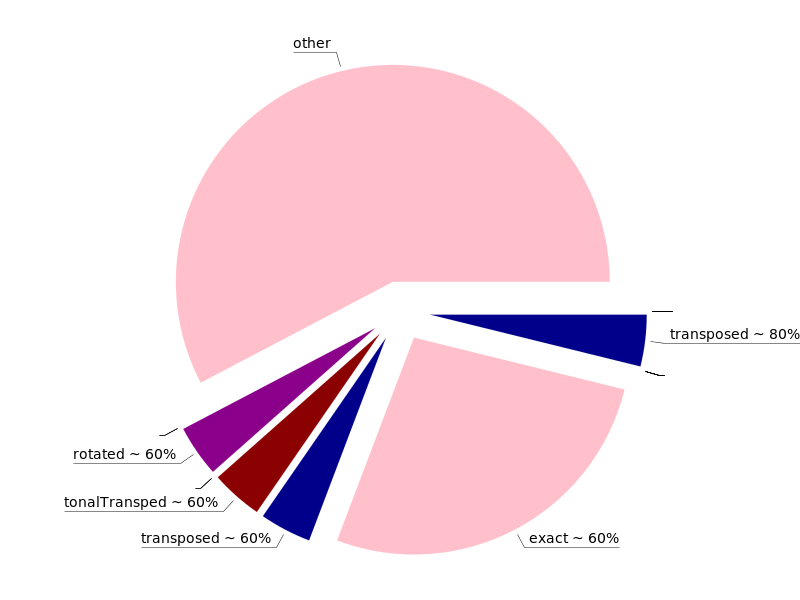 other
transposed ~ 80%
rotated ~ 60%
tonalTransped ~ 60%
transposed ~ 60%
exact ~ 60%